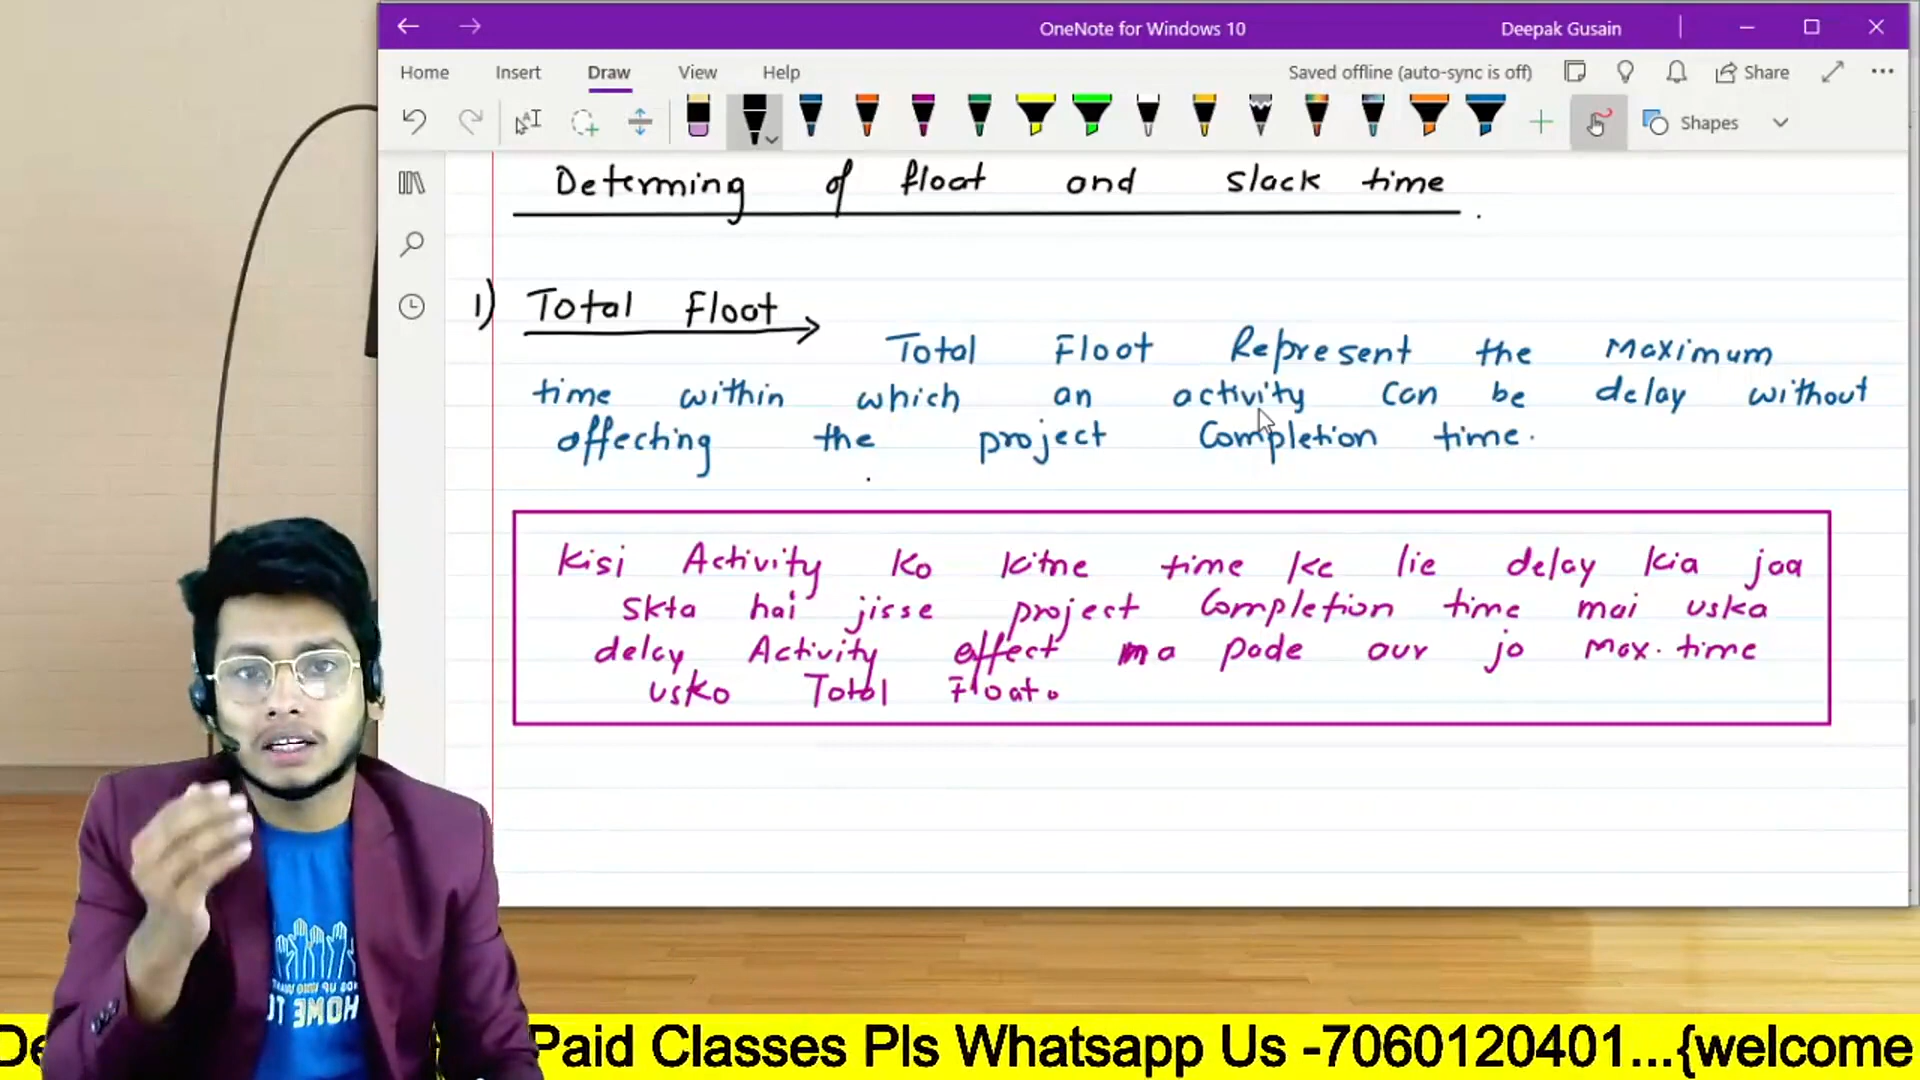 OneNote for Windows 10
Deepak Gusain
Home Insert Draw View Help
Saved offline (auto-sync is off)
Share
Shapes
Determing of float and slack time.
1) Total Float
Total Float Represent the Maximum
time within which an activity can be delay without
affecting the project Completion time.
Kisi Activity ko kitne time ke lie delay kia jaa
skta hai jisse project Completion time mai uska
delay Activity affect na pade aur jo max. time
usko Total Float.
HOME
De Paid Classes Pls Whatsapp Us -7060120401...{welcome